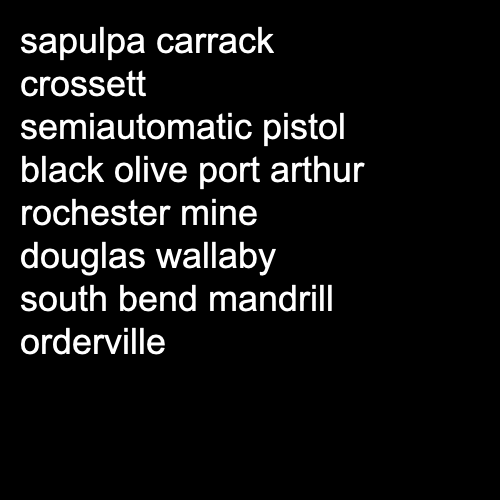 sapulpa carrack
crossett
semiautomatic pistol
black olive port arthur
rochester mine
douglas wallaby
south bend mandrill
orderville